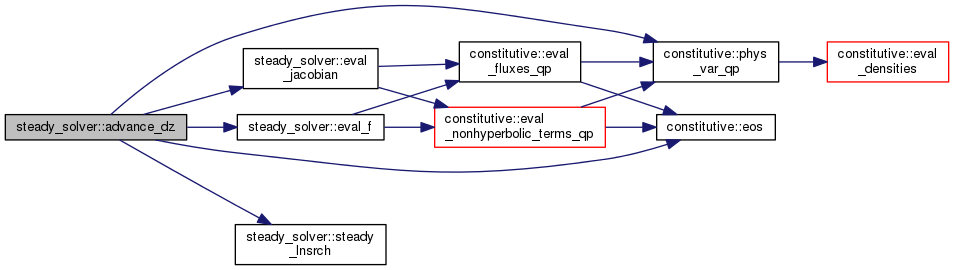 steady_solver::advance_dz
steady_solver::eval
_jacobian
steady_solver::eval_f
steady_solver::steady
_lnsrch
constitutive::eval
_fluxes_qp
constitutive::eval
_nonhyperbolic_terms_qp
constitutive::phys
_var_qp
constitutive::eos
constitutive::eval
_densities